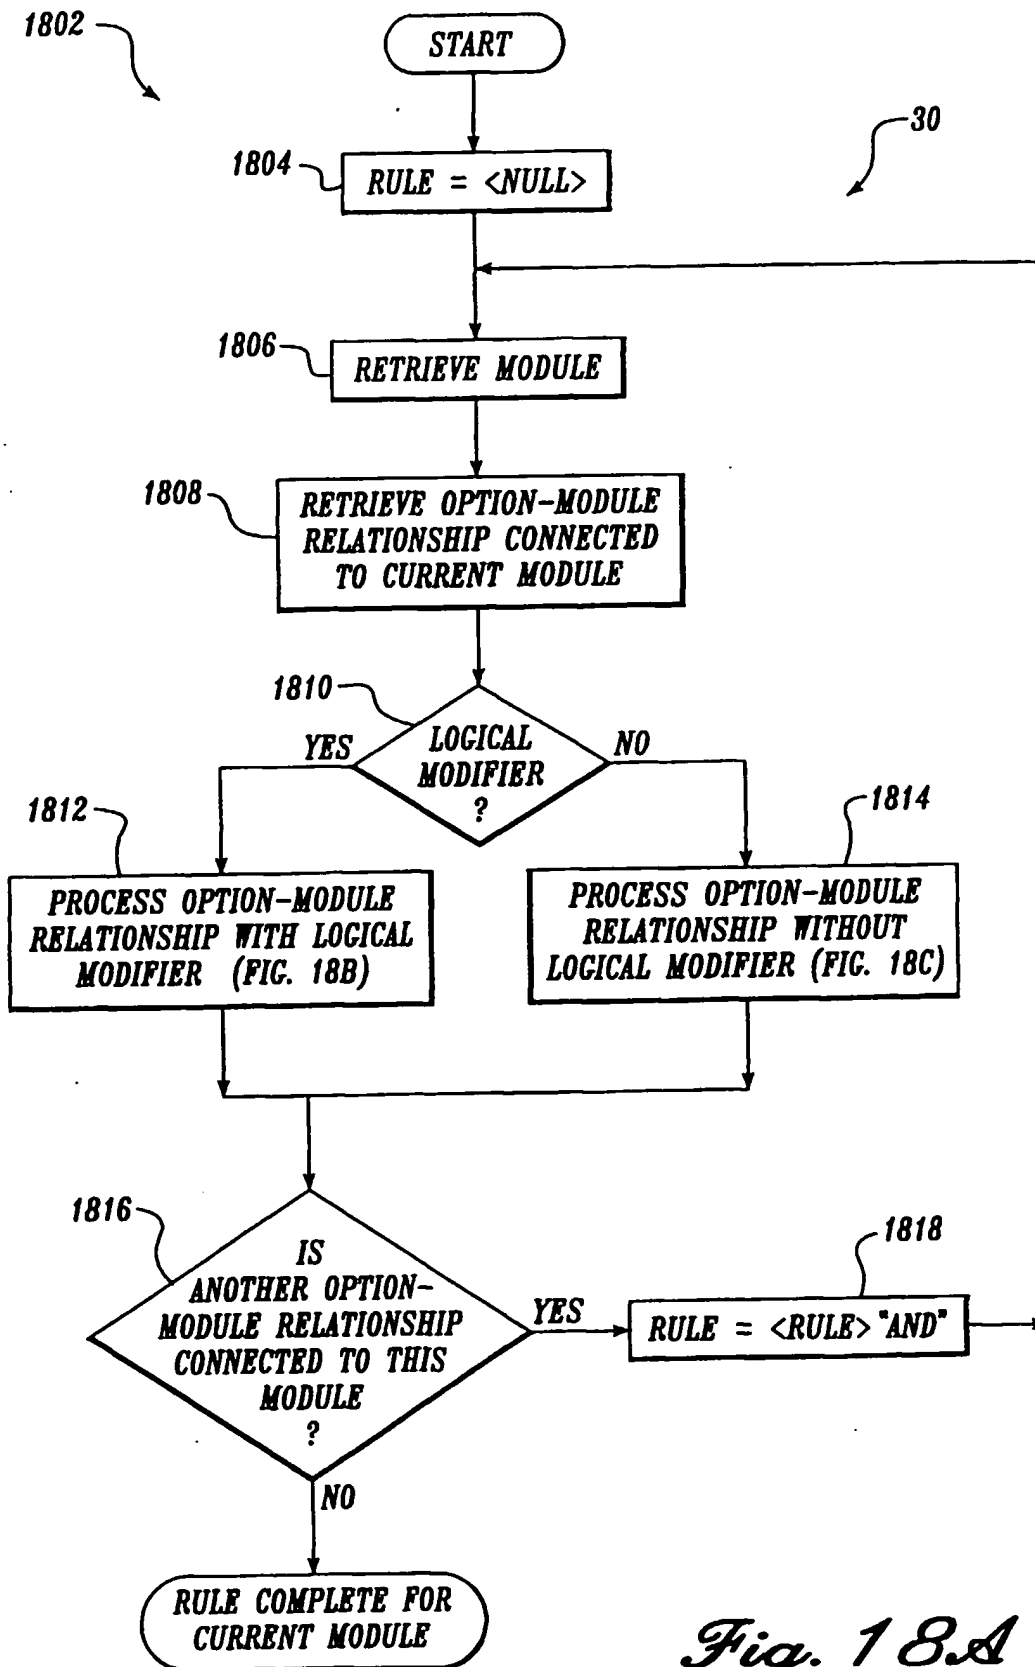 1802
START
30
1804
RULE = <NULL>
1806
RETRIEVE MODULE
1808
RETRIEVE OPTION-MODULE
RELATIONSHIP CONNECTED
TO CURRENT MODULE
1810
LOGICAL
MODIFIER
?
YES
NO
1812
PROCESS OPTION-MODULE
RELATIONSHIP WITH LOGICAL
MODIFIER (FIG. 18B)
1814
PROCESS OPTION-MODULE
RELATIONSHIP WITHOUT
LOGICAL MODIFIER (FIG. 18C)
1816
IS
ANOTHER OPTION-
MODULE RELATIONSHIP
CONNECTED TO THIS
MODULE
?
YES
1818
RULE = <RULE> "AND"
NO
RULE COMPLETE FOR
CURRENT MODULE
Fig. 18A